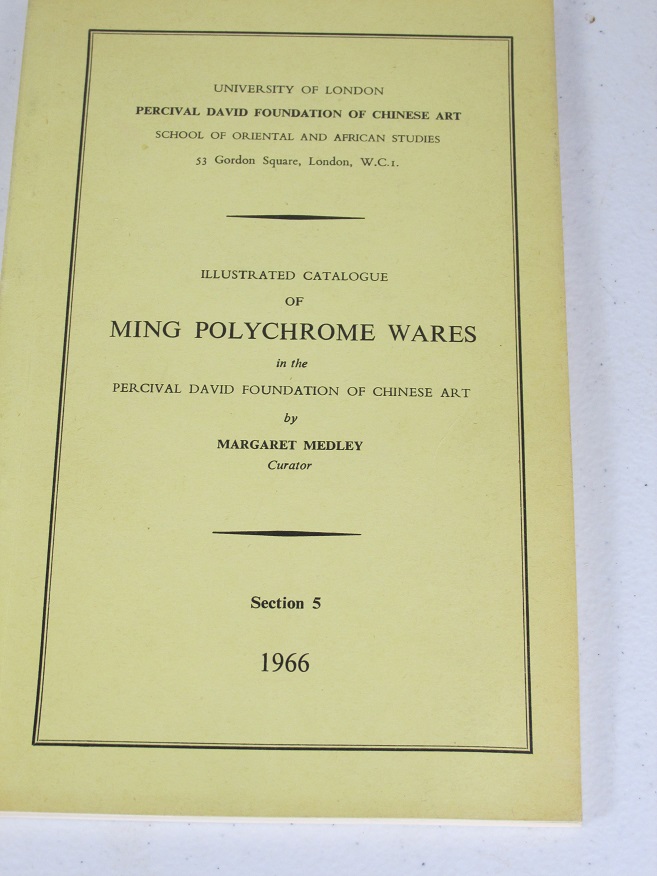 UNIVERSITY OF LONDON
PERCIVAL DAVID FOUNDATION OF CHINESE ART
SCHOOL OF ORIENTAL AND AFRICAN STUDIES
53 Gordon Square, London, W.C.1.
ILLUSTRATED CATALOGUE
OF
MING POLYCHROME WARES
in the
PERCIVAL DAVID FOUNDATION OF CHINESE ART
by
MARGARET MEDLEY
Curator
Section 5
1966